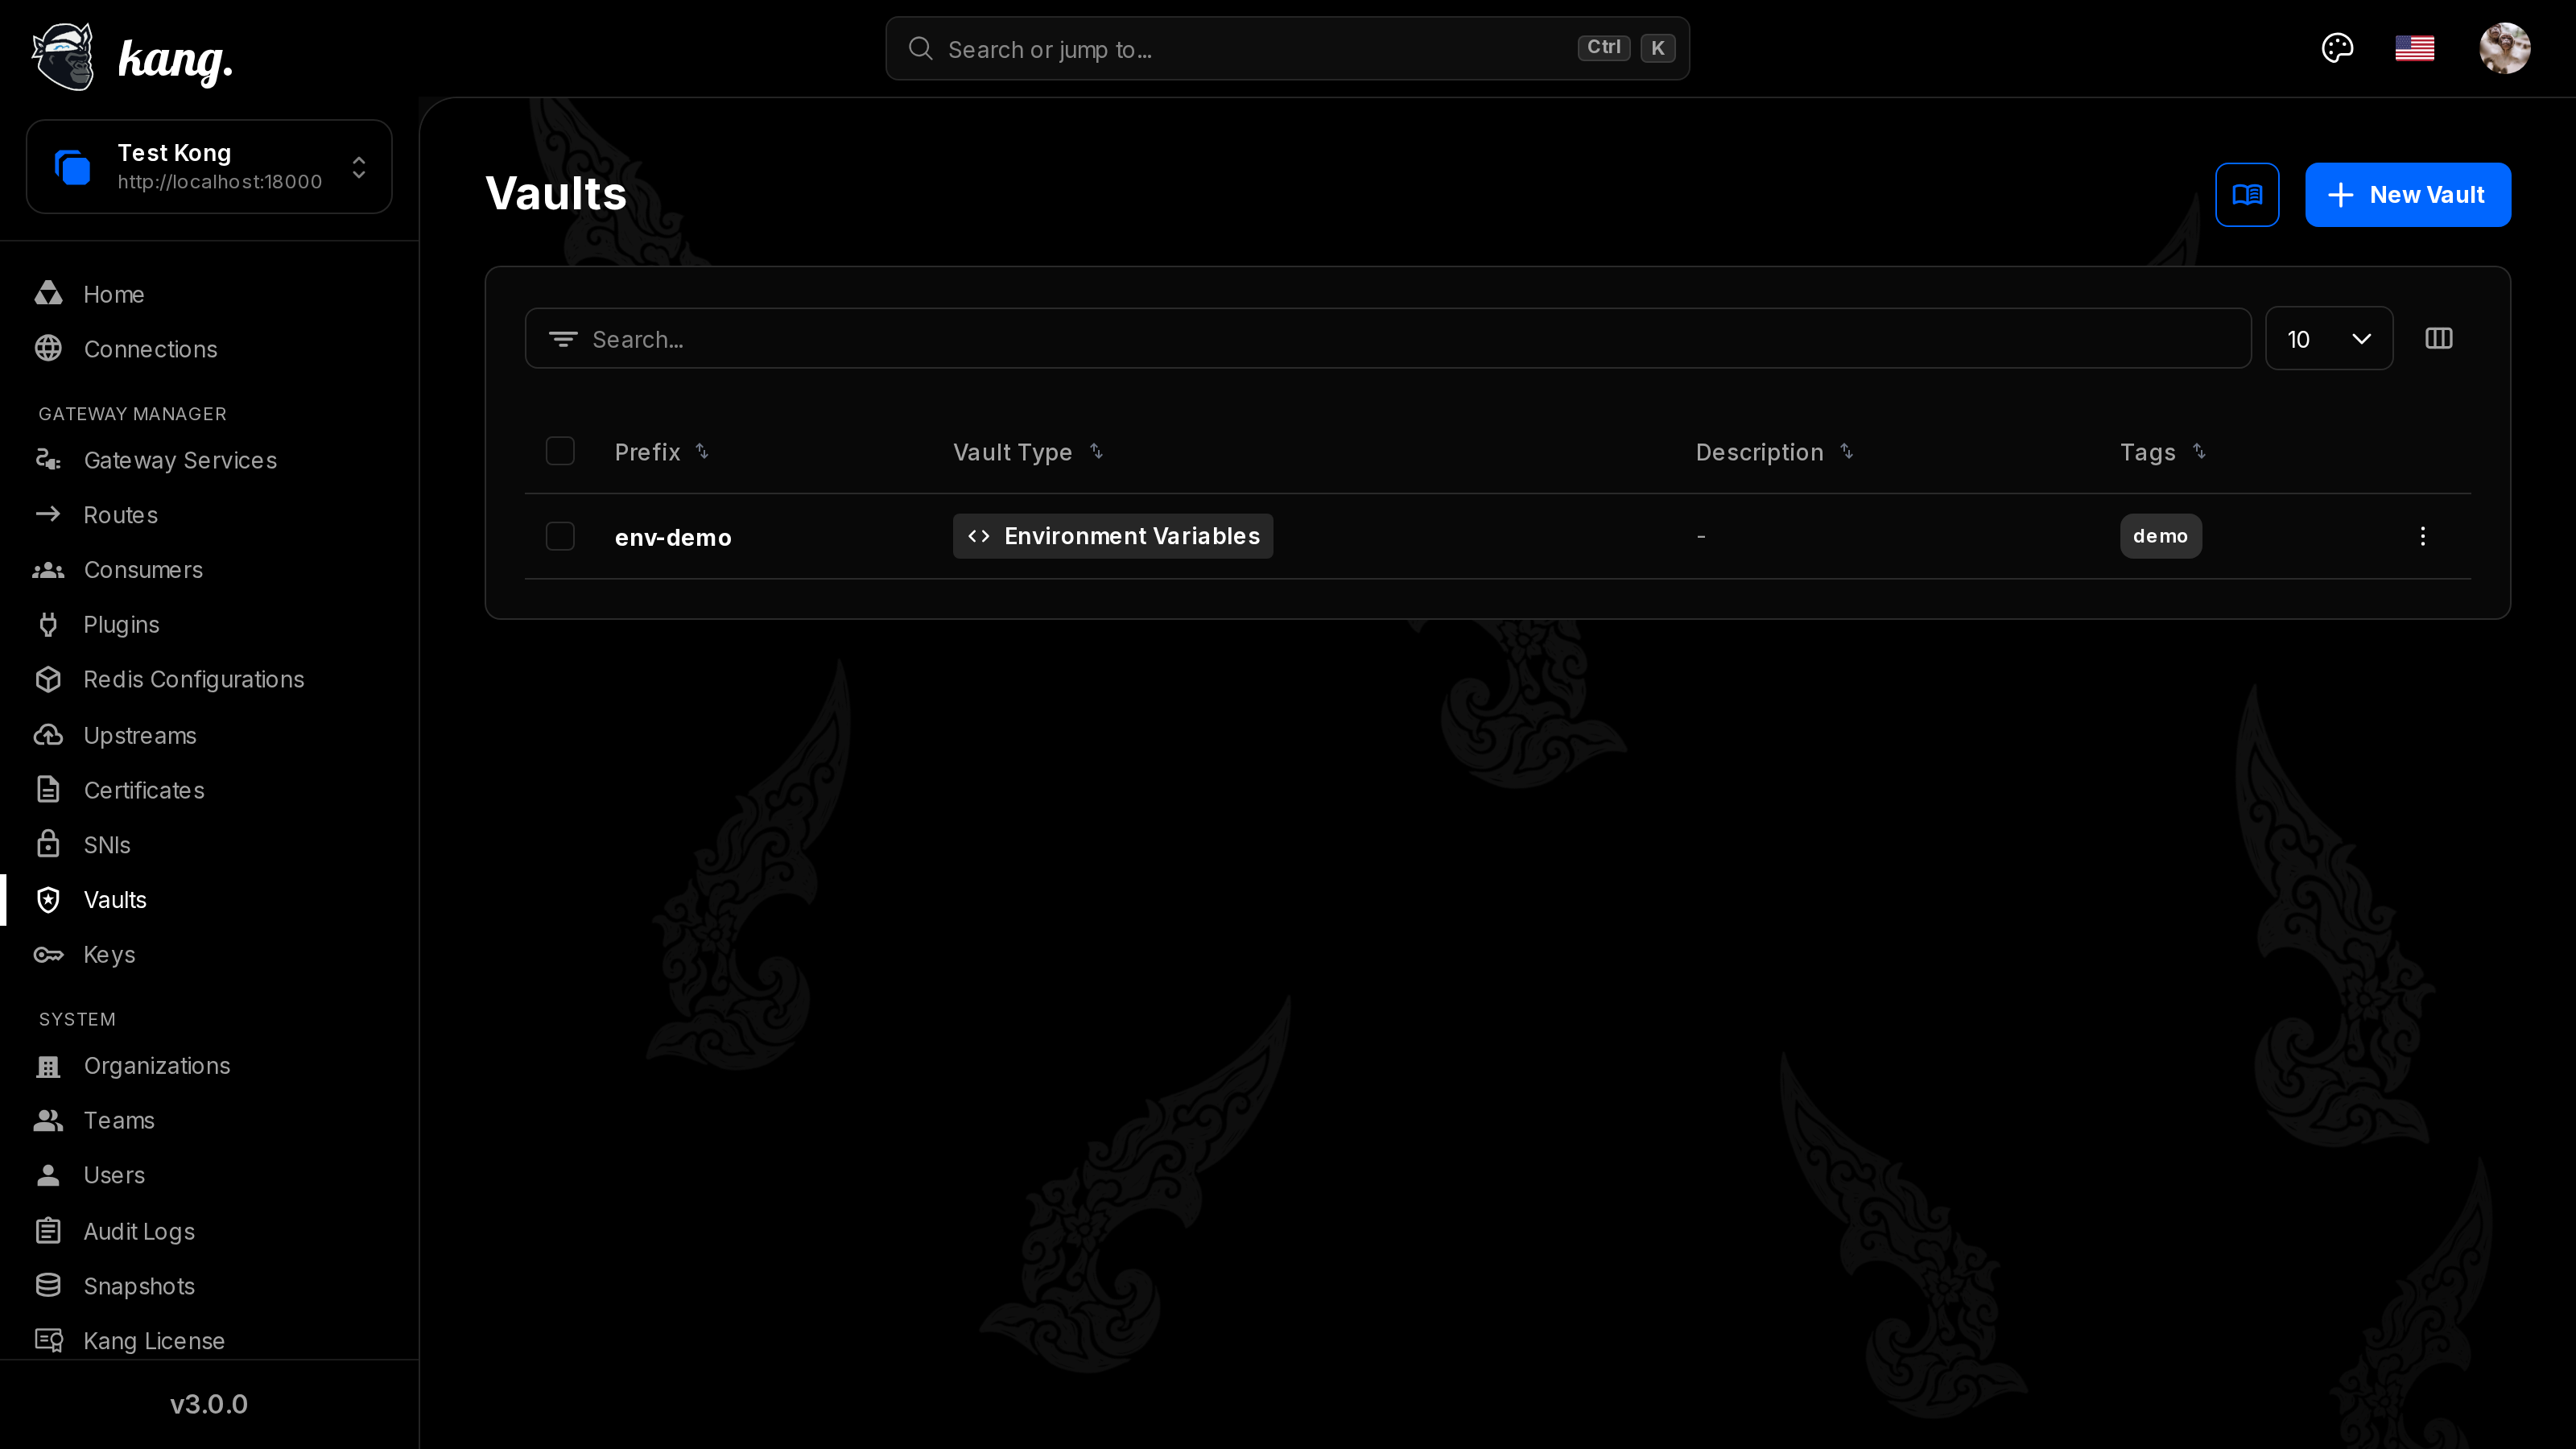 kang.
Search or jump to...
Ctrl
K
Test Kong
http://localhost:18000
Home
Connections
GATEWAY MANAGER
Gateway Services
Routes
Consumers
Plugins
Redis Configurations
Upstreams
Certificates
SNIs
Vaults
Keys
SYSTEM
Organizations
Teams
Users
Audit Logs
Snapshots
Kang License
v3.0.0
Vaults
New Vault
Search...
10
Prefix
Vault Type
Description
Tags
env-demo
Environment Variables
-
demo